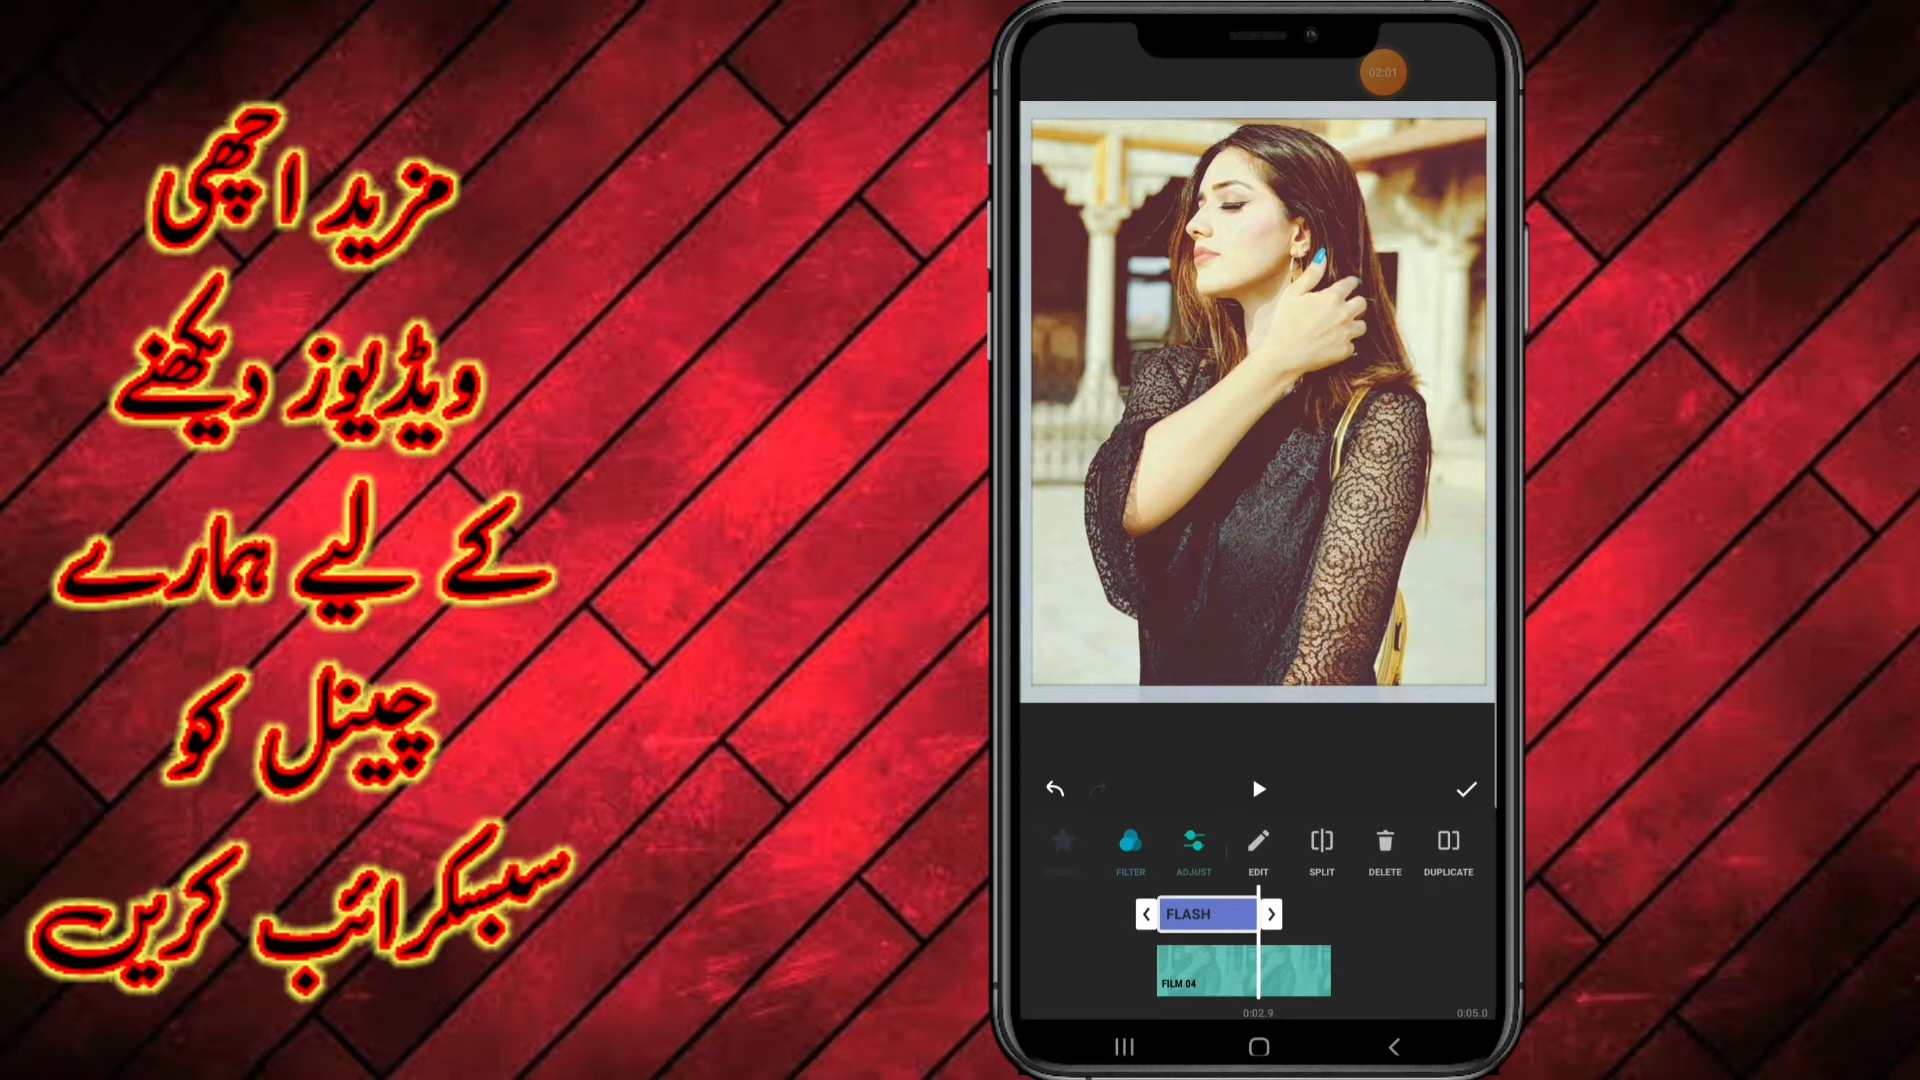 مزید اچھی
ویڈیوز دیکھنے
کے لیے ہمارے
چینل کو
سبسکرائب کریں
02:01
FILTER
ADJUST
EDIT
SPLIT
DELETE
DUPLICATE
FLASH
FILM 04
0:02.9
0:05.0